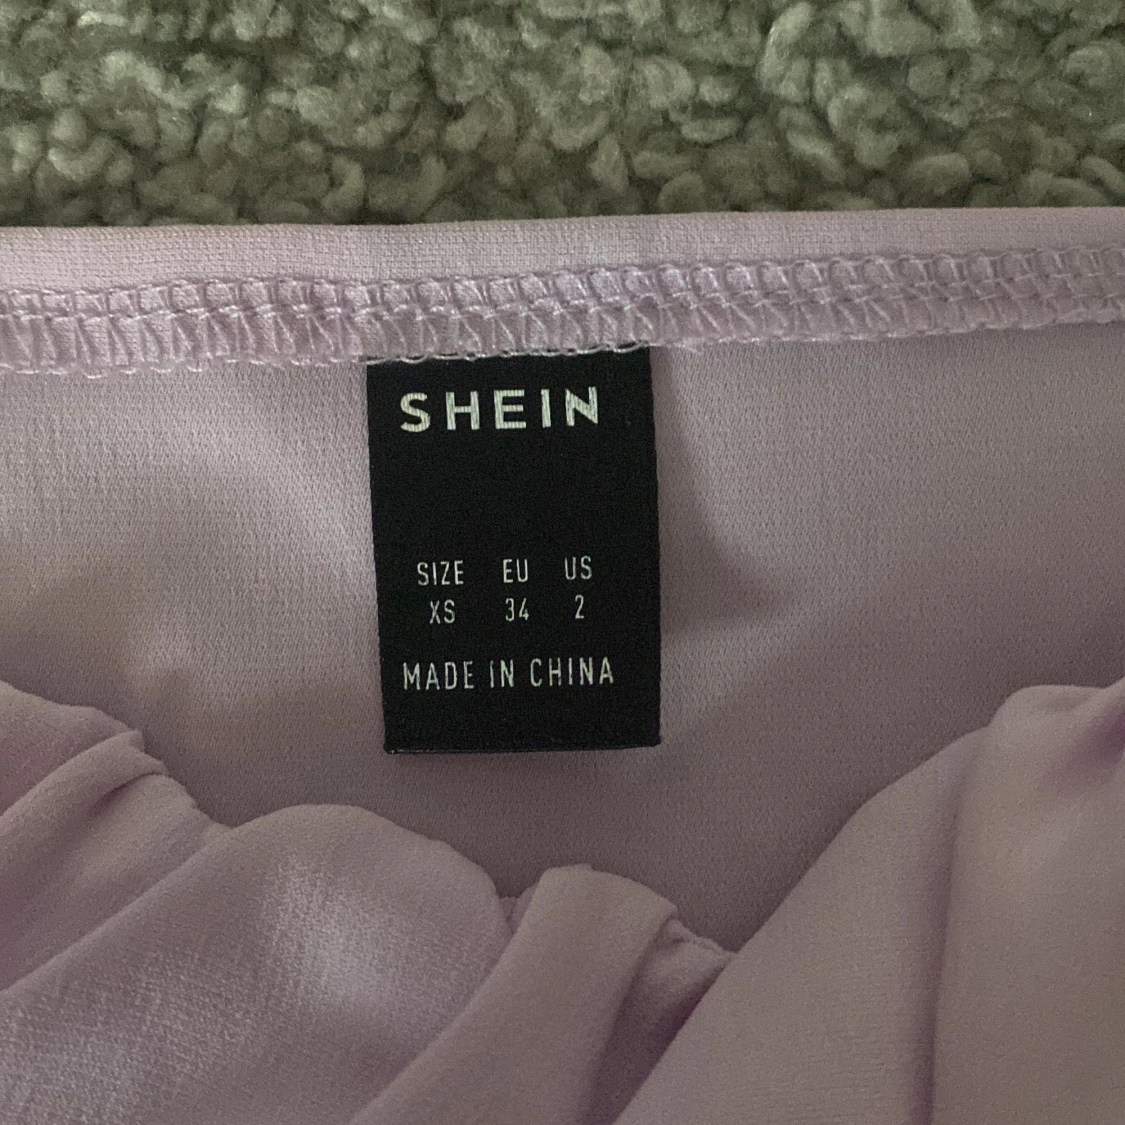 SHEIN
SIZE EU US
XS 34 2
MADE IN CHINA